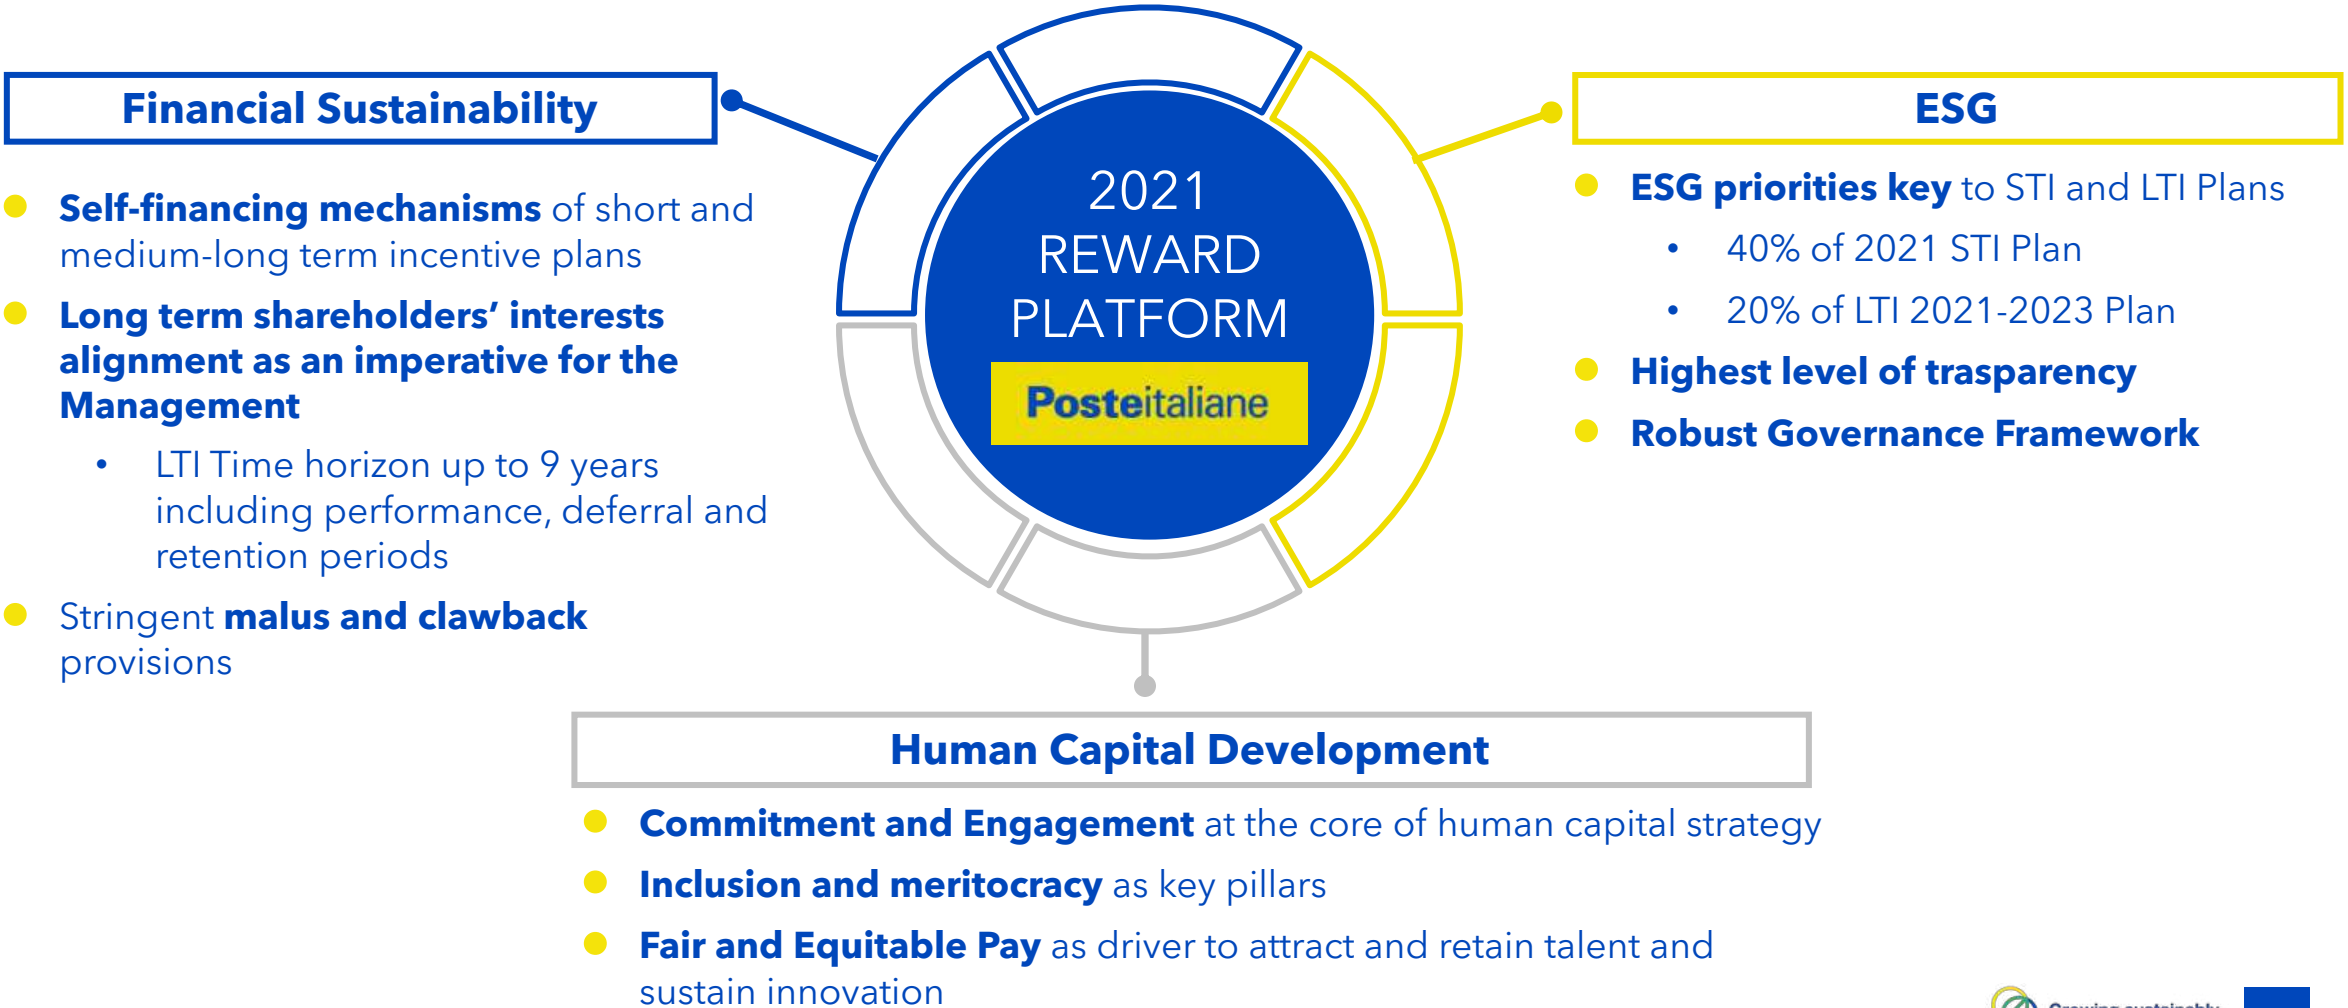 Financial Sustainability
Self-financing mechanisms of short and
medium-long term incentive plans
Long term shareholders’ interests
alignment as an imperative for the
Management
• LTI Time horizon up to 9 years
including performance, deferral and
retention periods
Stringent malus and clawback
provisions
2021
REWARD
PLATFORM
Posteitaliane
ESG
ESG priorities key to STI and LTI Plans
• 40% of 2021 STI Plan
• 20% of LTI 2021-2023 Plan
Highest level of trasparency
Robust Governance Framework
Human Capital Development
Commitment and Engagement at the core of human capital strategy
Inclusion and meritocracy as key pillars
Fair and Equitable Pay as driver to attract and retain talent and
sustain innovation
Growing sustainably